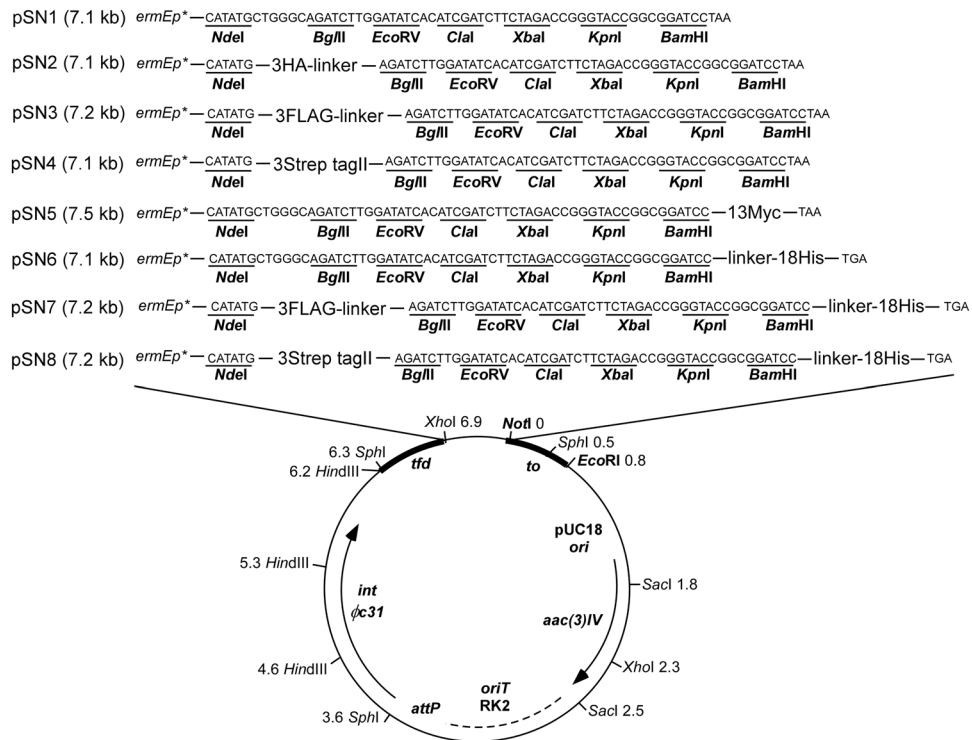 pSN1 (7.1 kb) ermEp* CATATGCTGGGCAGATCTTGGATATCACATCGATCTTCTAGACCGGGTACCGGCGGATCCTAA
NdeI BglII EcoRV ClaI XbaI KpnI BamHI
pSN2 (7.1 kb) ermEp* CATATG 3HA-linker AGATCTTGGATATCACATCGATCTTCTAGACCGGGTACCGGCGGATCCTAA
NdeI BglII EcoRV ClaI XbaI KpnI BamHI
pSN3 (7.2 kb) ermEp* CATATG 3FLAG-linker AGATCTTGGATATCACATCGATCTTCTAGACCGGGTACCGGCGGATCCTAA
NdeI BglII EcoRV ClaI XbaI KpnI BamHI
pSN4 (7.1 kb) ermEp* CATATG 3Strep tagII AGATCTTGGATATCACATCGATCTTCTAGACCGGGTACCGGCGGATCCTAA
NdeI BglII EcoRV ClaI XbaI KpnI BamHI
pSN5 (7.5 kb) ermEp* CATATGCTGGGCAGATCTTGGATATCACATCGATCTTCTAGACCGGGTACCGGCGGATCC 13Myc TAA
NdeI BglII EcoRV ClaI XbaI KpnI BamHI
pSN6 (7.1 kb) ermEp* CATATGCTGGGCAGATCTTGGATATCACATCGATCTTCTAGACCGGGTACCGGCGGATCC linker-18His TGA
NdeI BglII EcoRV ClaI XbaI KpnI BamHI
pSN7 (7.2 kb) ermEp* CATATG 3FLAG-linker AGATCTTGGATATCACATCGATCTTCTAGACCGGGTACCGGCGGATCC linker-18His TGA
NdeI BglII EcoRV ClaI XbaI KpnI BamHI
pSN8 (7.2 kb) ermEp* CATATG 3Strep tagII AGATCTTGGATATCACATCGATCTTCTAGACCGGGTACCGGCGGATCC linker-18His TGA
NdeI BglII EcoRV ClaI XbaI KpnI BamHI
XhoI 6.9 NotI 0
6.3 SphI SphI 0.5
tfd to EcoRI 0.8
6.2 HindIII
pUC18
ori
5.3 HindIII
SacI 1.8
int
ϕc31
aac(3)IV
4.6 HindIII
XhoI 2.3
oriT
RK2
attP
SacI 2.5
3.6 SphI